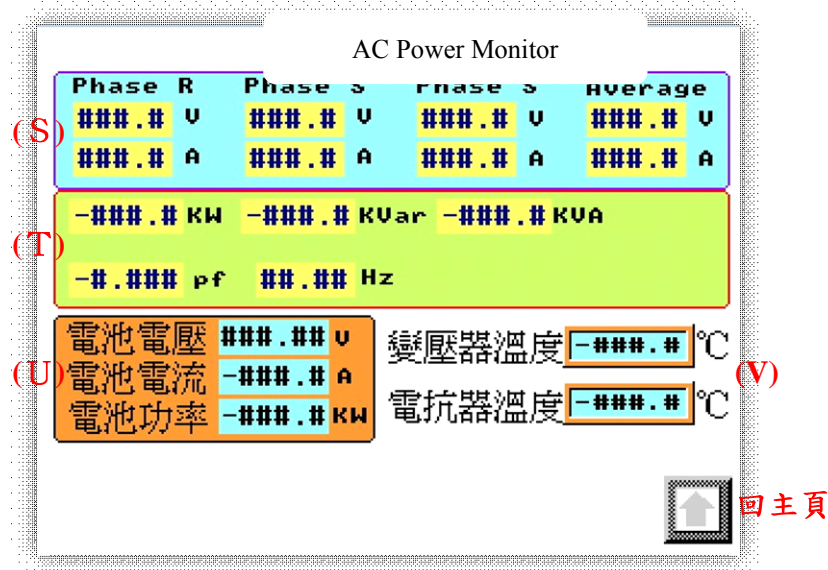 AC Power Monitor
Phase R Phase S Phase S Average
(S) ###.# V ###.# V ###.# V ###.# V
###.# A ###.# A ###.# A ###.# A
(T) -###.# KW -###.# KVar -###.# KVA
-#.### pf ##.## Hz
電池電壓 ###.## V
(U) 電池電流 -###.# A
電池功率 -###.# KW
變壓器溫度 -###.# ℃
(V)
電抗器溫度 -###.# ℃
回主頁